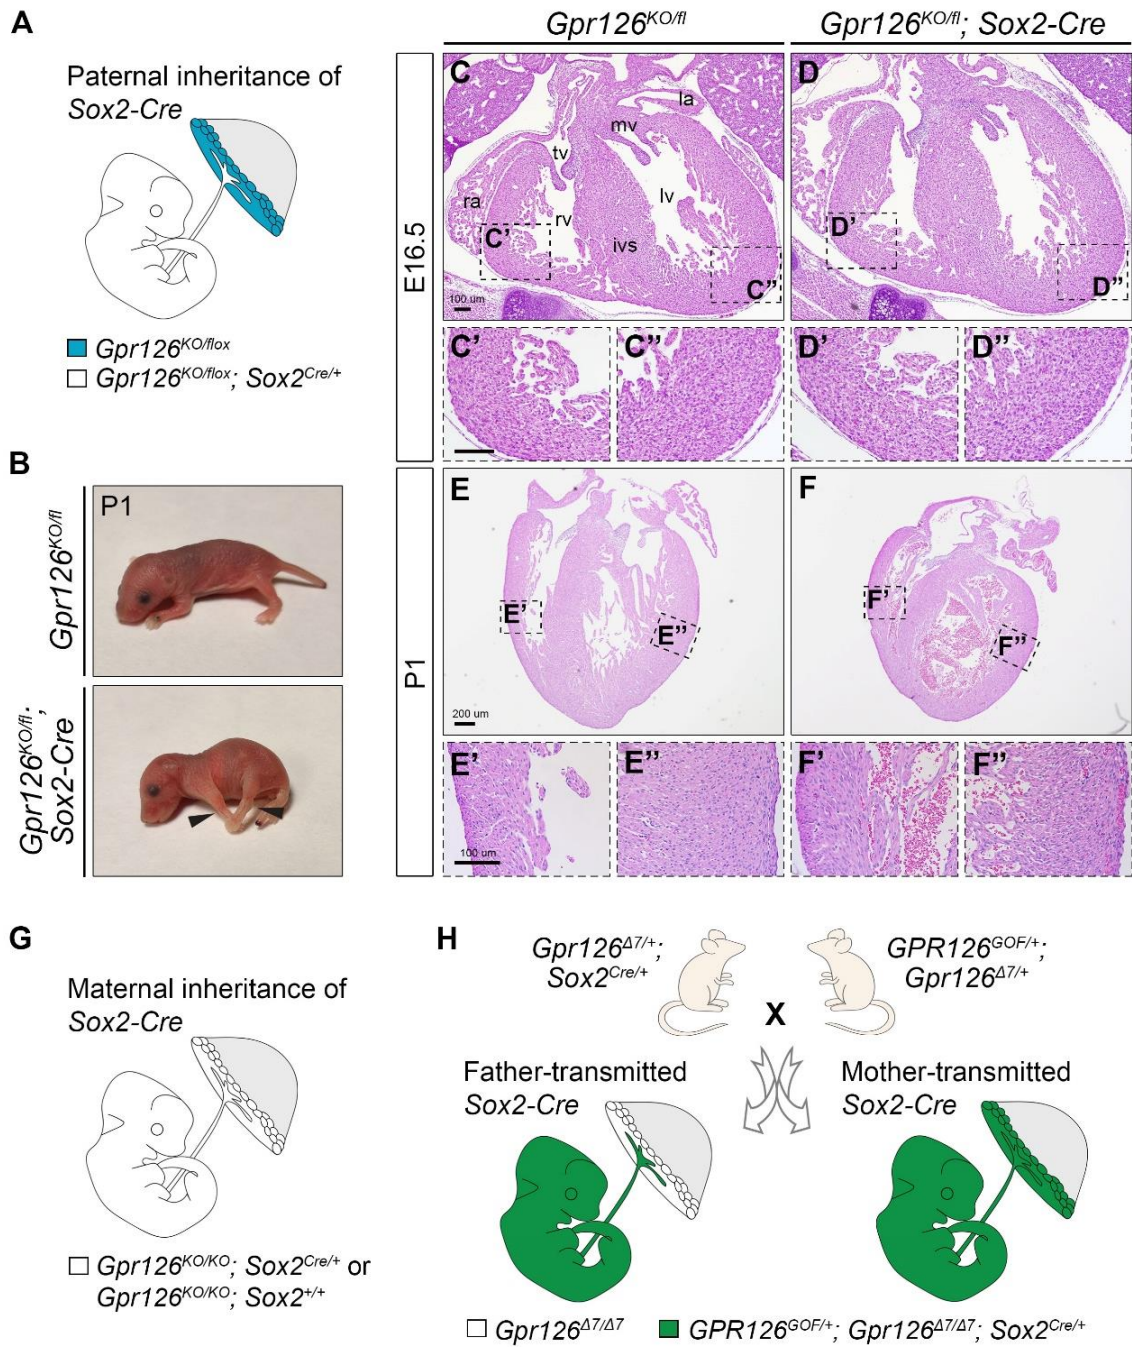 A
Paternal inheritance of
Sox2-Cre
Gpr126KO/flox
Gpr126KO/flox; Sox2Cre/+
B
P1
Gpr126KO/fl
Gpr126KO/fl;
Sox2-Cre
Gpr126KO/fl
Gpr126KO/fl; Sox2-Cre
E16.5
C
la
mv
tv
ra
lv
rv
ivs
C'
C''
100 um
D
D'
D''
C'
C''
D'
D''
P1
E
E'
E''
200 um
F
F'
F''
E'
100 um
E''
F'
F''
G
Maternal inheritance of
Sox2-Cre
Gpr126KO/KO; Sox2Cre/+ or
Gpr126KO/KO; Sox2+/+
H
Gpr126Δ7/+;
Sox2Cre/+
X
GPR126GOF/+;
Gpr126Δ7/+
Father-transmitted
Sox2-Cre
Mother-transmitted
Sox2-Cre
Gpr126Δ7/Δ7
GPR126GOF/+; Gpr126Δ7/Δ7; Sox2Cre/+